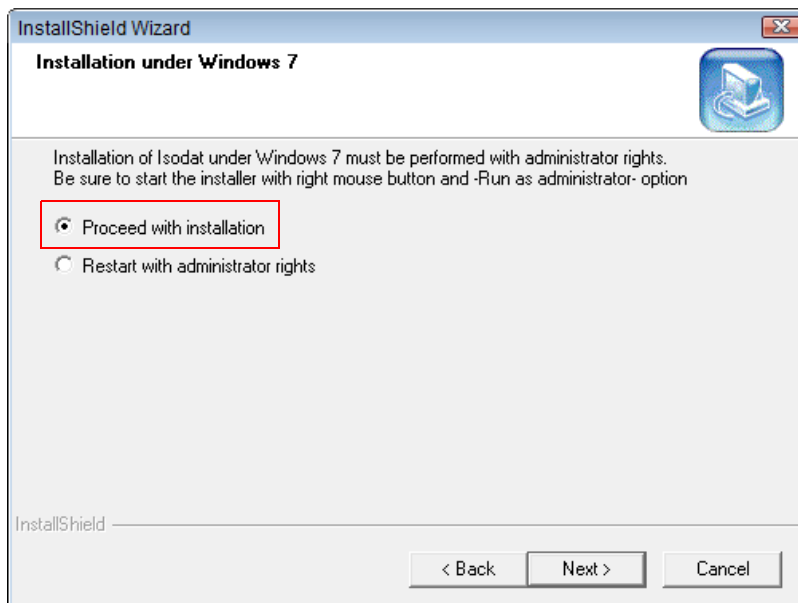 InstallShield Wizard
Installation under Windows 7
Installation of Isodat under Windows 7 must be performed with administrator rights.
Be sure to start the installer with right mouse button and -Run as administrator- option
Proceed with installation
Restart with administrator rights
InstallShield
< Back
Next >
Cancel